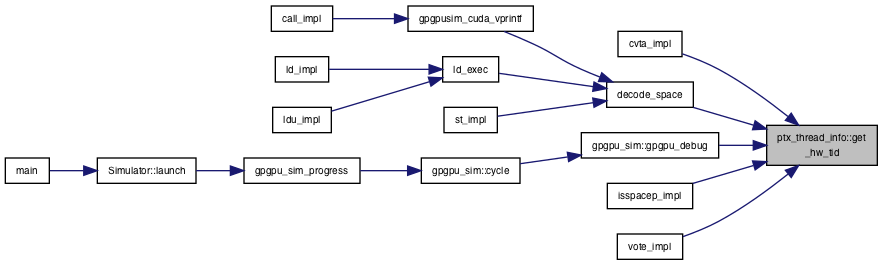 call_impl
gpgpusim_cuda_vprintf
cvta_impl
ld_impl
ld_exec
decode_space
ldu_impl
st_impl
ptx_thread_info::get
_hw_tid
gpgpu_sim::gpgpu_debug
main
Simulator::launch
gpgpu_sim_progress
gpgpu_sim::cycle
isspacep_impl
vote_impl